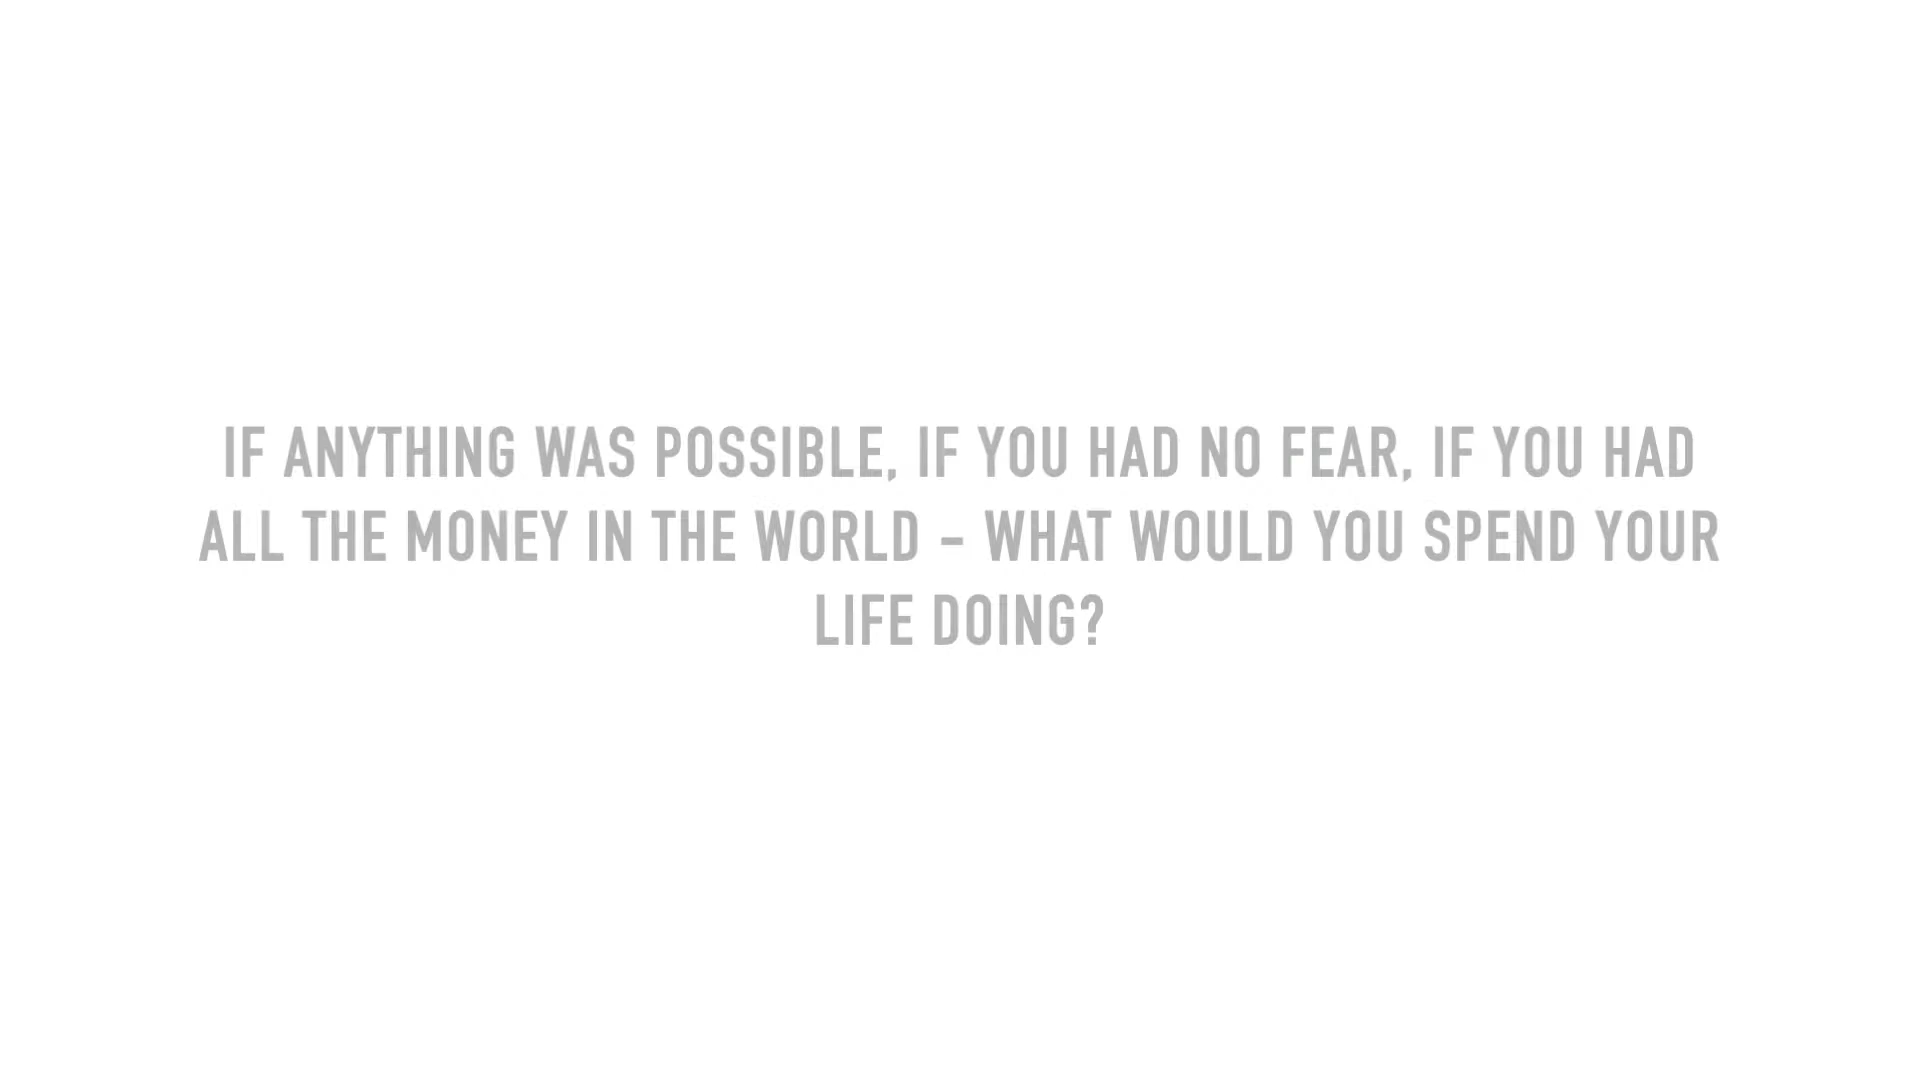 IF ANYTHING WAS POSSIBLE, IF YOU HAD NO FEAR, IF YOU HAD
ALL THE MONEY IN THE WORLD - WHAT WOULD YOU SPEND YOUR
LIFE DOING?